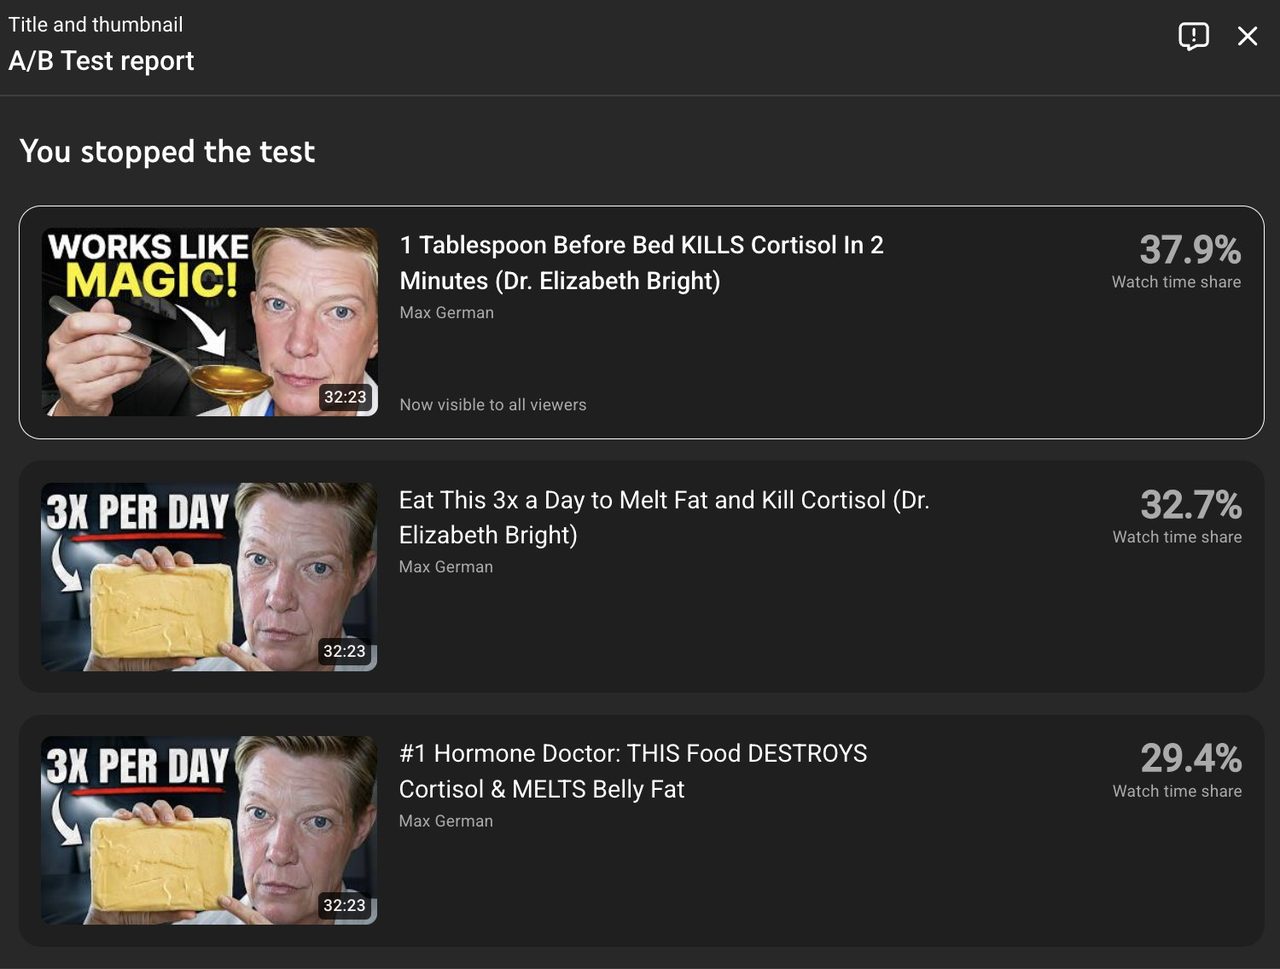 Title and thumbnail
A/B Test report
You stopped the test
WORKS LIKE
MAGIC!
32:23
1 Tablespoon Before Bed KILLS Cortisol In 2
Minutes (Dr. Elizabeth Bright)
Max German
Now visible to all viewers
37.9%
Watch time share
3X PER DAY
32:23
Eat This 3x a Day to Melt Fat and Kill Cortisol (Dr.
Elizabeth Bright)
Max German
32.7%
Watch time share
3X PER DAY
32:23
#1 Hormone Doctor: THIS Food DESTROYS
Cortisol & MELTS Belly Fat
Max German
29.4%
Watch time share